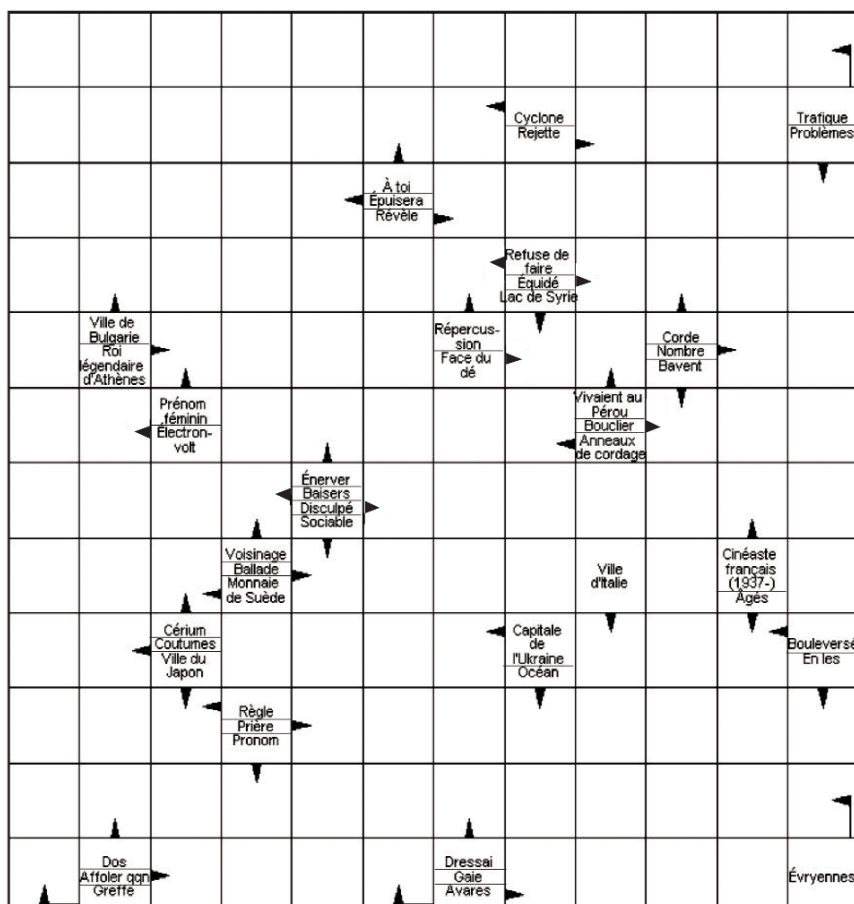 Cyclone
Rejette
Trafique
Problèmes
À toi
Épuisera
Révèle
Refuse de
faire
Équidé
Lac de Syrie
Ville de
Bulgarie
Roi
légendaire
d'Athènes
Répercus-
sion
Face du
dé
Corde
Nombre
Bavent
Prénom
féminin
Électron-
volt
Vivaient au
Pérou
Bouclier
Anneaux
de cordage
Énerver
Baisers
Disculpé
Sociable
Voisinage
Ballade
Monnaie
de Suède
Ville
d'Italie
Cinéaste
français
(1937-)
Âgés
Cérium
Coutumes
Ville du
Japon
Capitale
de
l'Ukraine
Océan
Bouleversé
En les
Règle
Prière
Pronom
Dos
Affoler qqn
Greffe
Dressai
Gaie
Avares
Évryennes